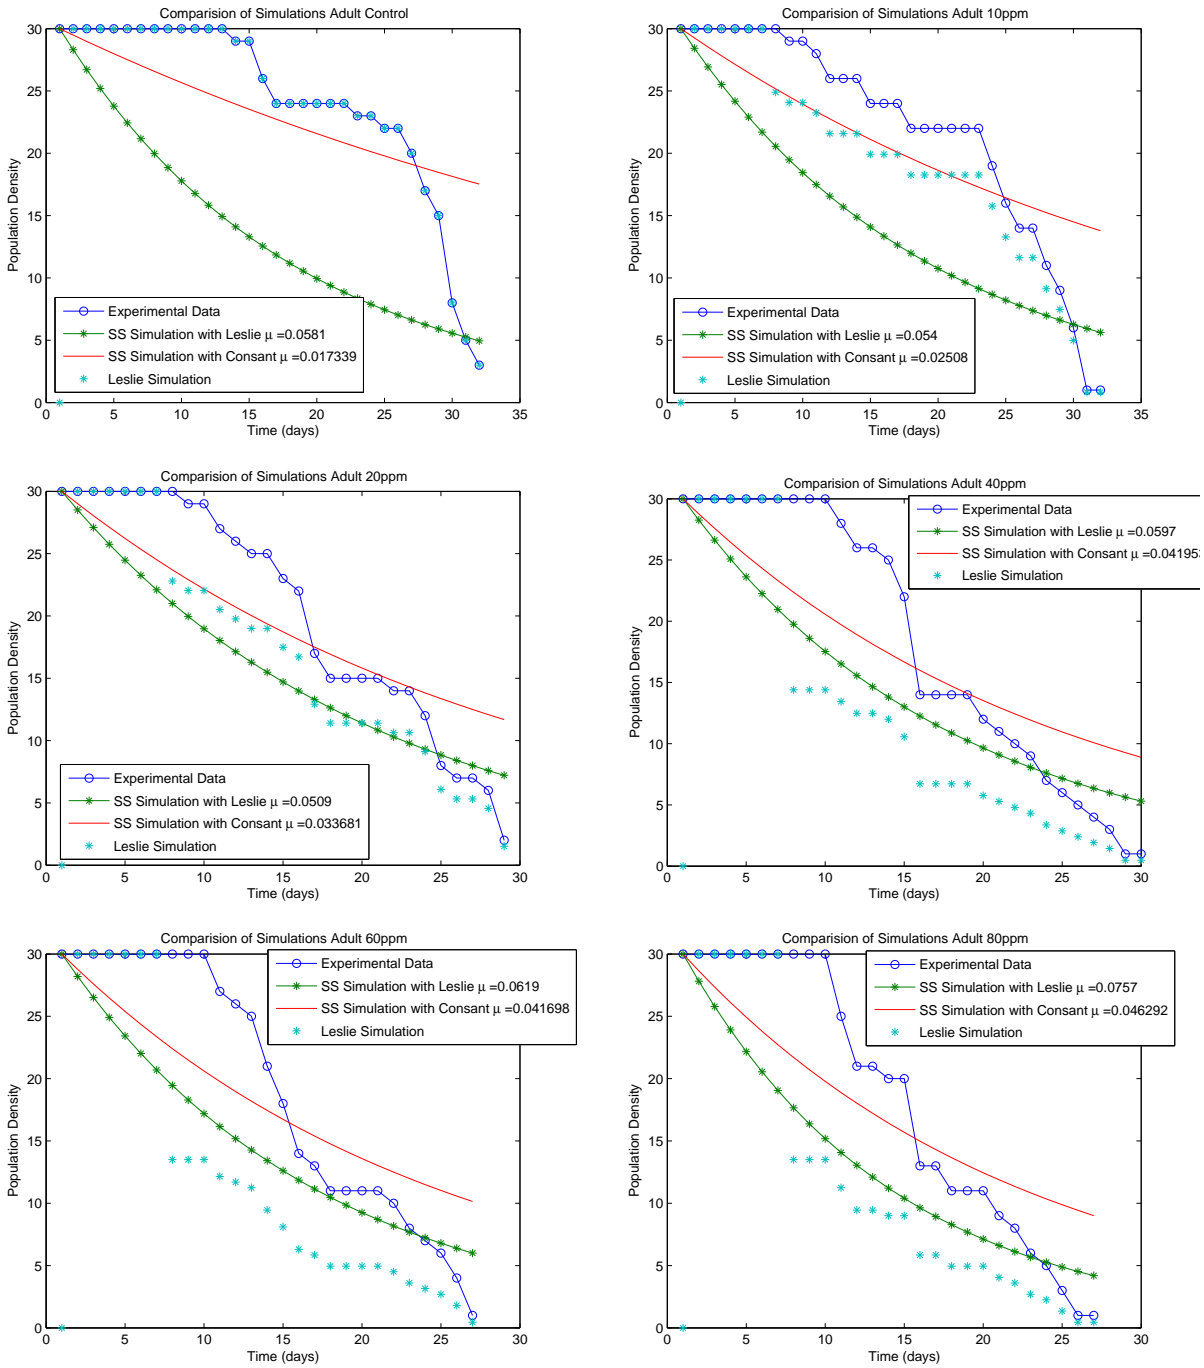 Comparision of Simulations Adult Control
30
25
20
15
10
5
0
Population Density
Experimental Data
SS Simulation with Leslie μ =0.0581
SS Simulation with Consant μ =0.017339
Leslie Simulation
0 5 10 15 20 25 30 35
Time (days)
Comparision of Simulations Adult 10ppm
30
25
20
15
10
5
0
Population Density
Experimental Data
SS Simulation with Leslie μ =0.054
SS Simulation with Consant μ =0.02508
Leslie Simulation
0 5 10 15 20 25 30 35
Time (days)
Comparision of Simulations Adult 20ppm
30
25
20
15
10
5
0
Population Density
Experimental Data
SS Simulation with Leslie μ =0.0509
SS Simulation with Consant μ =0.033681
Leslie Simulation
0 5 10 15 20 25 30
Time (days)
Comparision of Simulations Adult 40ppm
30
25
20
15
10
5
0
Population Density
Experimental Data
SS Simulation with Leslie μ =0.0597
SS Simulation with Consant μ =0.041953
Leslie Simulation
0 5 10 15 20 25 30
Time (days)
Comparision of Simulations Adult 60ppm
30
25
20
15
10
5
0
Population Density
Experimental Data
SS Simulation with Leslie μ =0.0619
SS Simulation with Consant μ =0.041698
Leslie Simulation
0 5 10 15 20 25 30
Time (days)
Comparision of Simulations Adult 80ppm
30
25
20
15
10
5
0
Population Density
Experimental Data
SS Simulation with Leslie μ =0.0757
SS Simulation with Consant μ =0.046292
Leslie Simulation
0 5 10 15 20 25 30
Time (days)